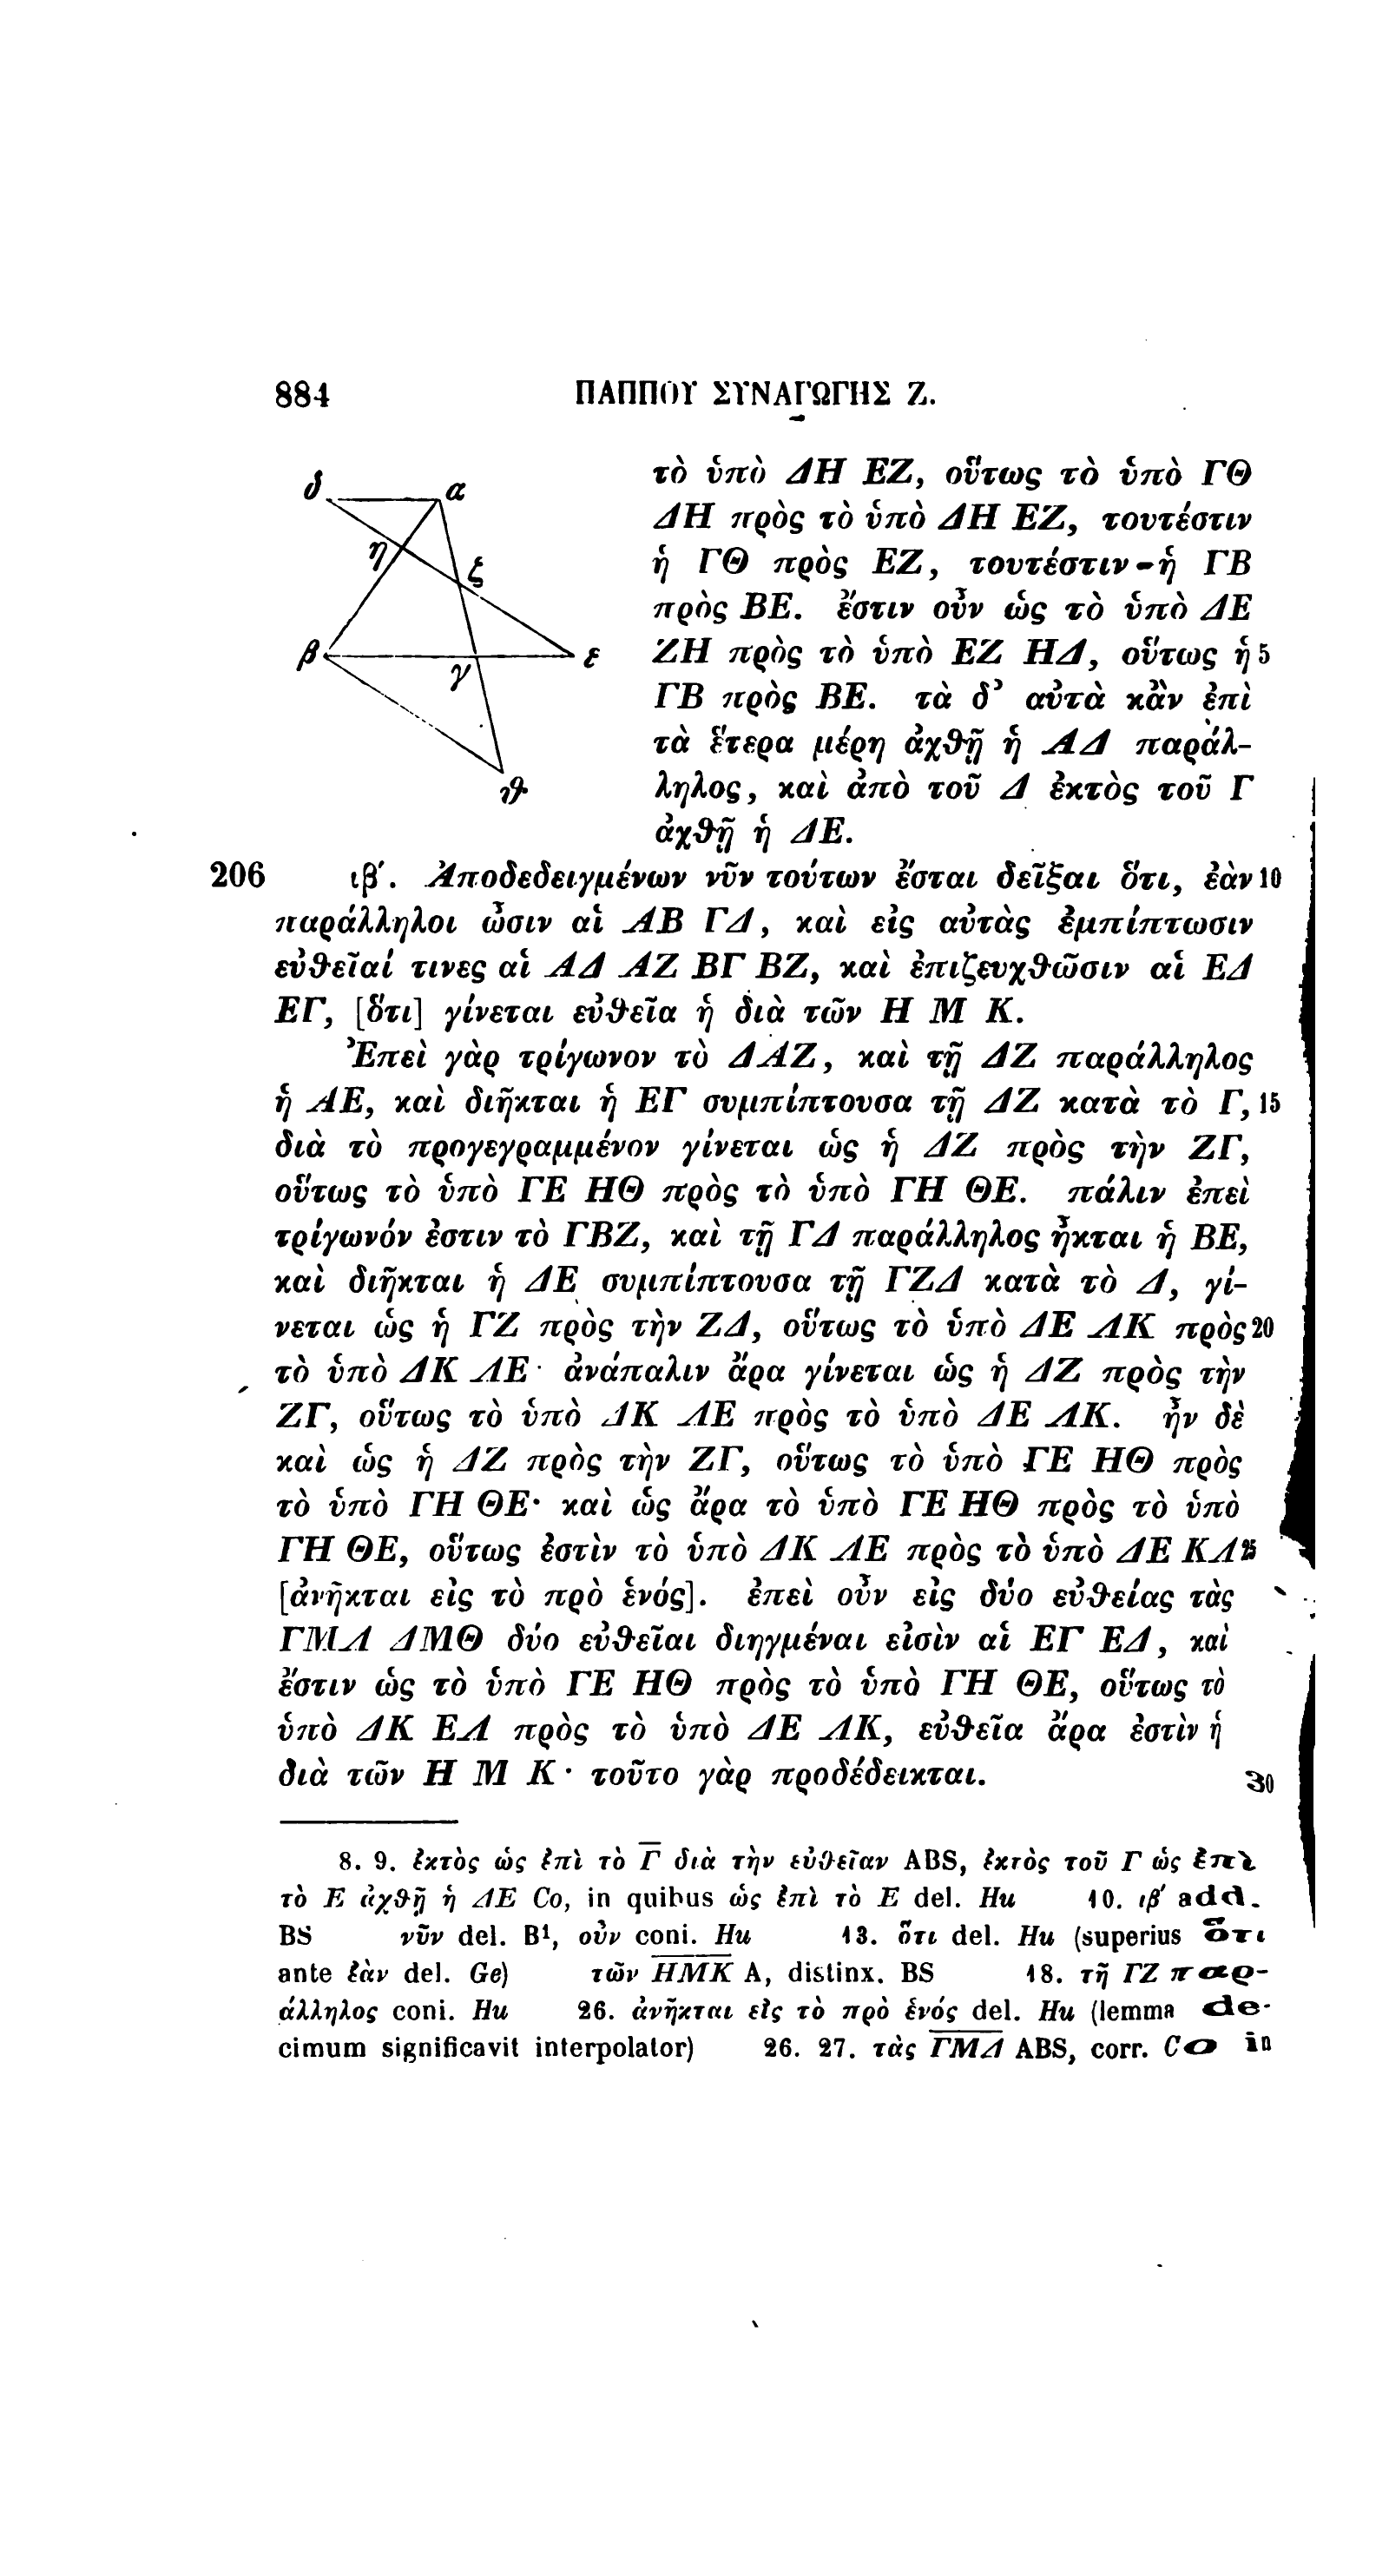 884 ΠΑΠΠΟΥ ΣΥΝΑΓΩΓΗΣ Ζ.
δ α
η ζ
β γ ε
θ
τὸ ὑπὸ ΔΗ ΕΖ, οὕτως τὸ ὑπὸ ΓΘ
ΔΗ πρὸς τὸ ὑπὸ ΔΗ ΕΖ, τουτέστιν
ἡ ΓΘ πρὸς ΕΖ, τουτέστιν ἡ ΓΒ
πρὸς ΒΕ. ἔστιν οὖν ὡς τὸ ὑπὸ ΔΕ
ΖΗ πρὸς τὸ ὑπὸ ΕΖ ΗΔ, οὕτως ἡ 5
ΓΒ πρὸς ΒΕ. τὰ δ' αὐτὰ κἂν ἐπὶ
τὰ ἕτερα μέρη ἀχθῇ ἡ ΑΔ παράλ-
ληλος, καὶ ἀπὸ τοῦ Δ ἐκτὸς τοῦ Γ
ἀχθῇ ἡ ΔΕ.
206 ιβ'. Ἀποδεδειγμένων νῦν τούτων ἔσται δεῖξαι ὅτι, ἐὰν 10
παράλληλοι ὦσιν αἱ ΑΒ ΓΔ, καὶ εἰς αὐτὰς ἐμπίπτωσιν
εὐθεῖαί τινες αἱ ΑΔ ΑΖ ΒΓ ΒΖ, καὶ ἐπιζευχθῶσιν αἱ ΕΔ
ΕΓ, [ὅτι] γίνεται εὐθεῖα ἡ διὰ τῶν Η Μ Κ.
Ἐπεὶ γὰρ τρίγωνον τὸ ΔΑΖ, καὶ τῇ ΔΖ παράλληλος
ἡ ΑΕ, καὶ διῆκται ἡ ΕΓ συμπίπτουσα τῇ ΔΖ κατὰ τὸ Γ, 15
διὰ τὸ προγεγραμμένον γίνεται ὡς ἡ ΔΖ πρὸς τὴν ΖΓ,
οὕτως τὸ ὑπὸ ΓΕ ΗΘ πρὸς τὸ ὑπὸ ΓΗ ΘΕ. πάλιν ἐπεὶ
τρίγωνόν ἐστιν τὸ ΓΒΖ, καὶ τῇ ΓΔ παράλληλος ἦκται ἡ ΒΕ,
καὶ διῆκται ἡ ΔΕ συμπίπτουσα τῇ ΓΖΔ κατὰ τὸ Δ, γί-
νεται ὡς ἡ ΓΖ πρὸς τὴν ΖΔ, οὕτως τὸ ὑπὸ ΔΕ ΛΚ πρὸς 20
τὸ ὑπὸ ΔΚ ΛΕ· ἀνάπαλιν ἄρα γίνεται ὡς ἡ ΔΖ πρὸς τὴν
ΖΓ, οὕτως τὸ ὑπὸ ΔΚ ΛΕ πρὸς τὸ ὑπὸ ΔΕ ΛΚ. ἦν δὲ
καὶ ὡς ἡ ΔΖ πρὸς τὴν ΖΓ, οὕτως τὸ ὑπὸ ΓΕ ΗΘ πρὸς
τὸ ὑπὸ ΓΗ ΘΕ· καὶ ὡς ἄρα τὸ ὑπὸ ΓΕ ΗΘ πρὸς τὸ ὑπὸ
ΓΗ ΘΕ, οὕτως ἐστὶν τὸ ὑπὸ ΔΚ ΛΕ πρὸς τὸ ὑπὸ ΔΕ ΚΛ 25
[ἀνῆκται εἰς τὸ πρὸ ἑνός]. ἐπεὶ οὖν εἰς δύο εὐθείας τὰς
ΓΜΛ ΔΜΘ δύο εὐθεῖαι διηγμέναι εἰσὶν αἱ ΕΓ ΕΔ, καί
ἔστιν ὡς τὸ ὑπὸ ΓΕ ΗΘ πρὸς τὸ ὑπὸ ΓΗ ΘΕ, οὕτως τὸ
ὑπὸ ΔΚ ΕΛ πρὸς τὸ ὑπὸ ΔΕ ΛΚ, εὐθεῖα ἄρα ἐστὶν ἡ
διὰ τῶν Η Μ Κ· τοῦτο γὰρ προδέδεικται. 30
8. 9. ἐκτὸς ὡς ἐπὶ τὸ Γ̅ διὰ τὴν εὐθεῖαν ABS, ἐκτὸς τοῦ Γ ὡς ἐπὶ
τὸ Ε ἀχθῇ ἡ ΔΕ Co, in quibus ὡς ἐπὶ τὸ Ε del. Hu 10. ιβ' add.
BS νῦν del. B¹, οὖν coni. Hu 13. ὅτι del. Hu (superius ὅτι
ante ἐὰν del. Ge) τῶν Η̅Μ̅Κ̅ A, distinx. BS 18. τῇ ΓΖ παρ-
άλληλος coni. Hu 26. ἀνῆκται εἰς τὸ πρὸ ἑνός del. Hu (lemma de-
cimum significavit interpolator) 26. 27. τὰς Γ̅Μ̅Δ̅ ABS, corr. Co in